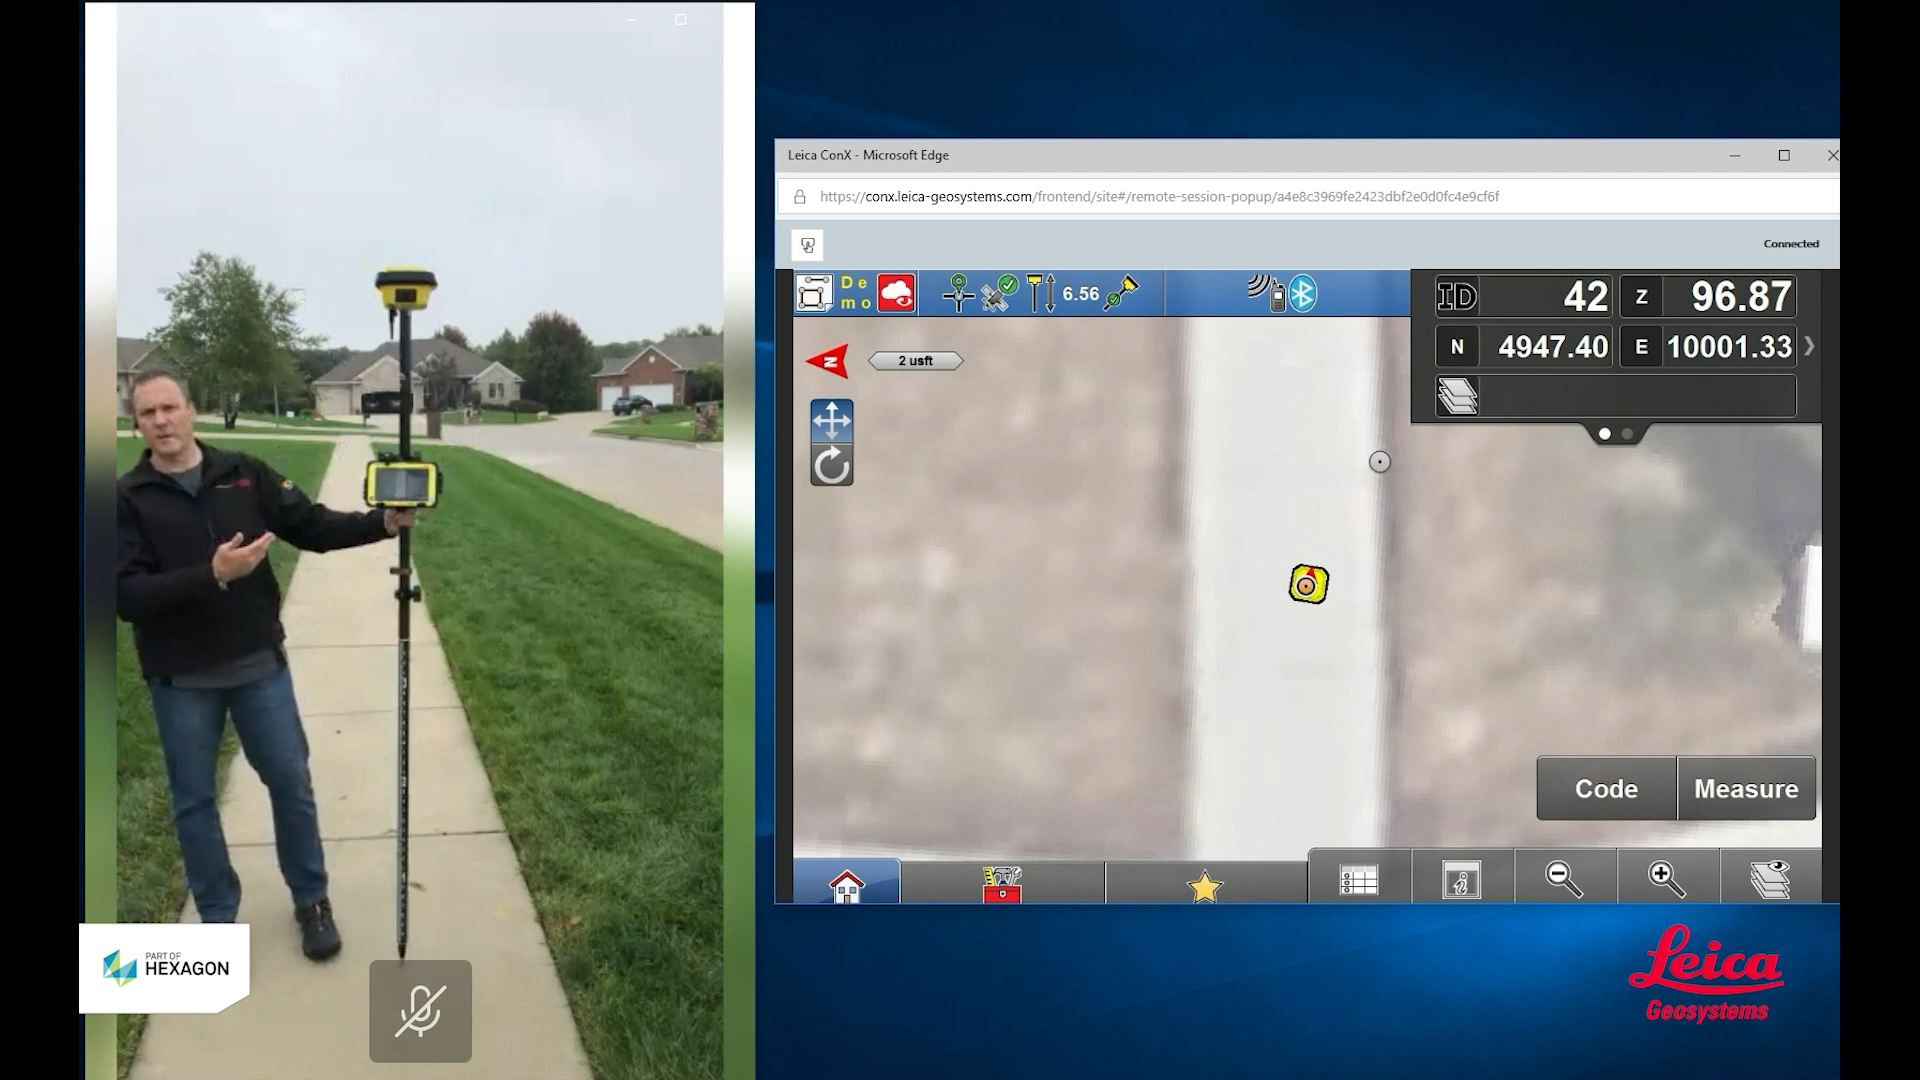 Leica ConX - Microsoft Edge
https://conx.leica-geosystems.com/frontend/site#/remote-session-popup/a4e8c3969fe2423dbf2e0d0fc4e9cf6f
Connected
De
mo
6.56
ID 42 Z 96.87
N 4947.40 E 10001.33
N
2 usft
Code Measure
PART OF
HEXAGON
Leica
Geosystems